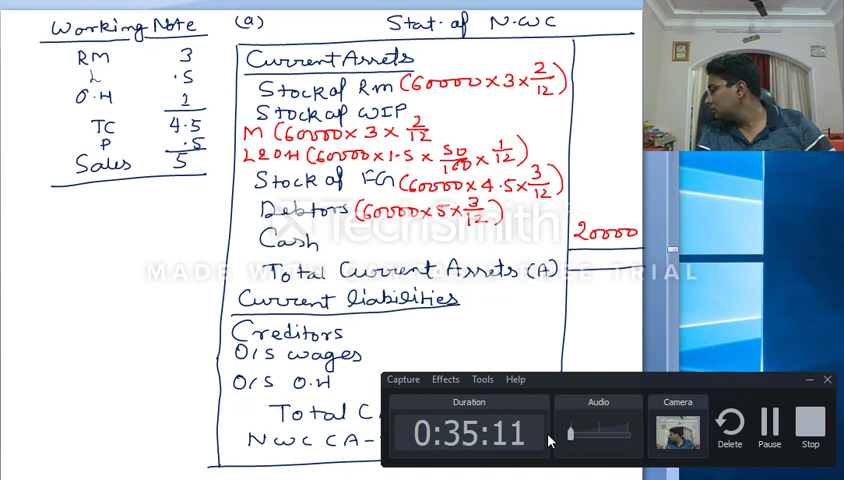 Working Note
RM 3
L .5
O.H 1
TC 4.5
P .5
Sales 5
(a) Stat. of N.W.C
Current Assets
Stock of Rm (60000 x 3 x 2/12)
Stock of WIP
M (60000 x 3 x 2/12
L&OH (60000 x 1.5 x 50/100 x 1/12)
Stock of FG (60000 x 4.5 x 3/12)
Debtors (60000 x 5 x 3/12)
Cash 20000
Total Current Assets (A)
Current liabilities
Creditors
O/S wages
O/S O.H
Total C
NWC CA-
TechSmith
MADE WITH CAMTASIA FREE TRIAL
Capture Effects Tools Help
Duration Audio Camera
0:35:11
Delete Pause Stop